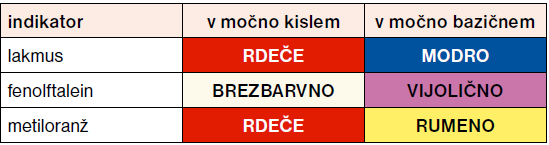 indikator v močno kislem v močno bazičnem
lakmus RDEČE MODRO
fenolftalein BREZBARVNO VIJOLIČNO
metiloranž RDEČE RUMENO